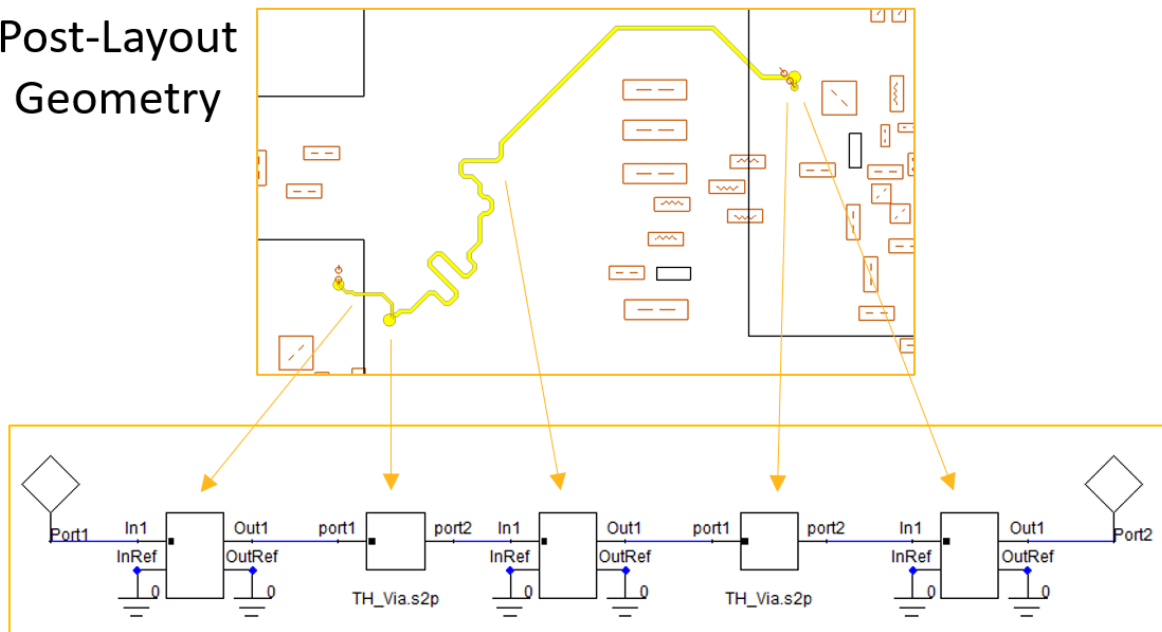 Post-Layout
Geometry
Port1
In1
Out1
port1
port2
In1
Out1
port1
port2
In1
Out1
Port2
InRef
OutRef
InRef
OutRef
InRef
OutRef
0
0
0
0
0
0
TH_Via.s2p
TH_Via.s2p